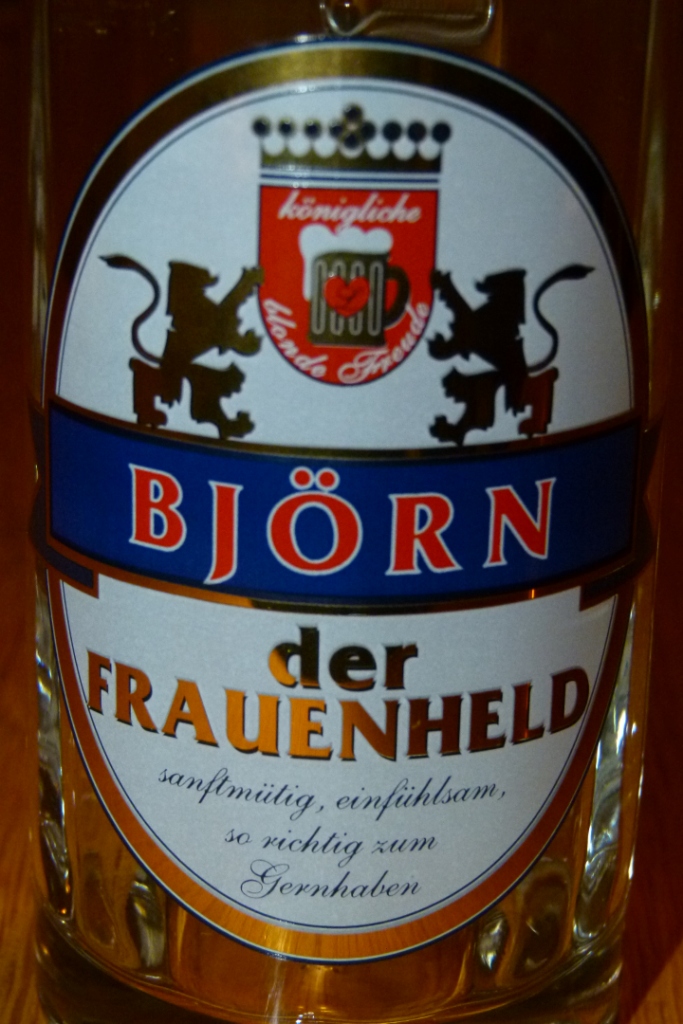 königliche
blonde Freude
BJÖRN
der
FRAUENHELD
sanftmütig, einfühlsam,
so richtig zum
Gernhaben